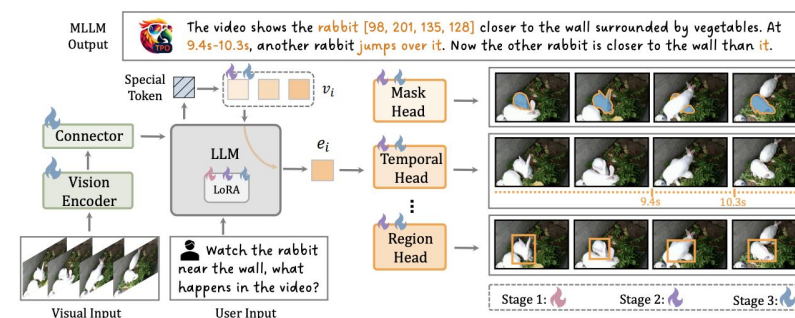 MLLM
Output
TPO
The video shows the rabbit [98, 201, 135, 128] closer to the wall surrounded by vegetables. At
9.4s-10.3s, another rabbit jumps over it. Now the other rabbit is closer to the wall than it.
Special
Token
vᵢ
Connector
Vision
Encoder
LLM
LoRA
eᵢ
Mask
Head
Temporal
Head
⋮
Region
Head
9.4s
10.3s
Watch the rabbit
near the wall, what
happens in the video?
Visual Input
User Input
Stage 1:
Stage 2:
Stage 3: